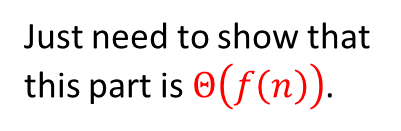 Just need to show that
this part is Θ(f(n)).